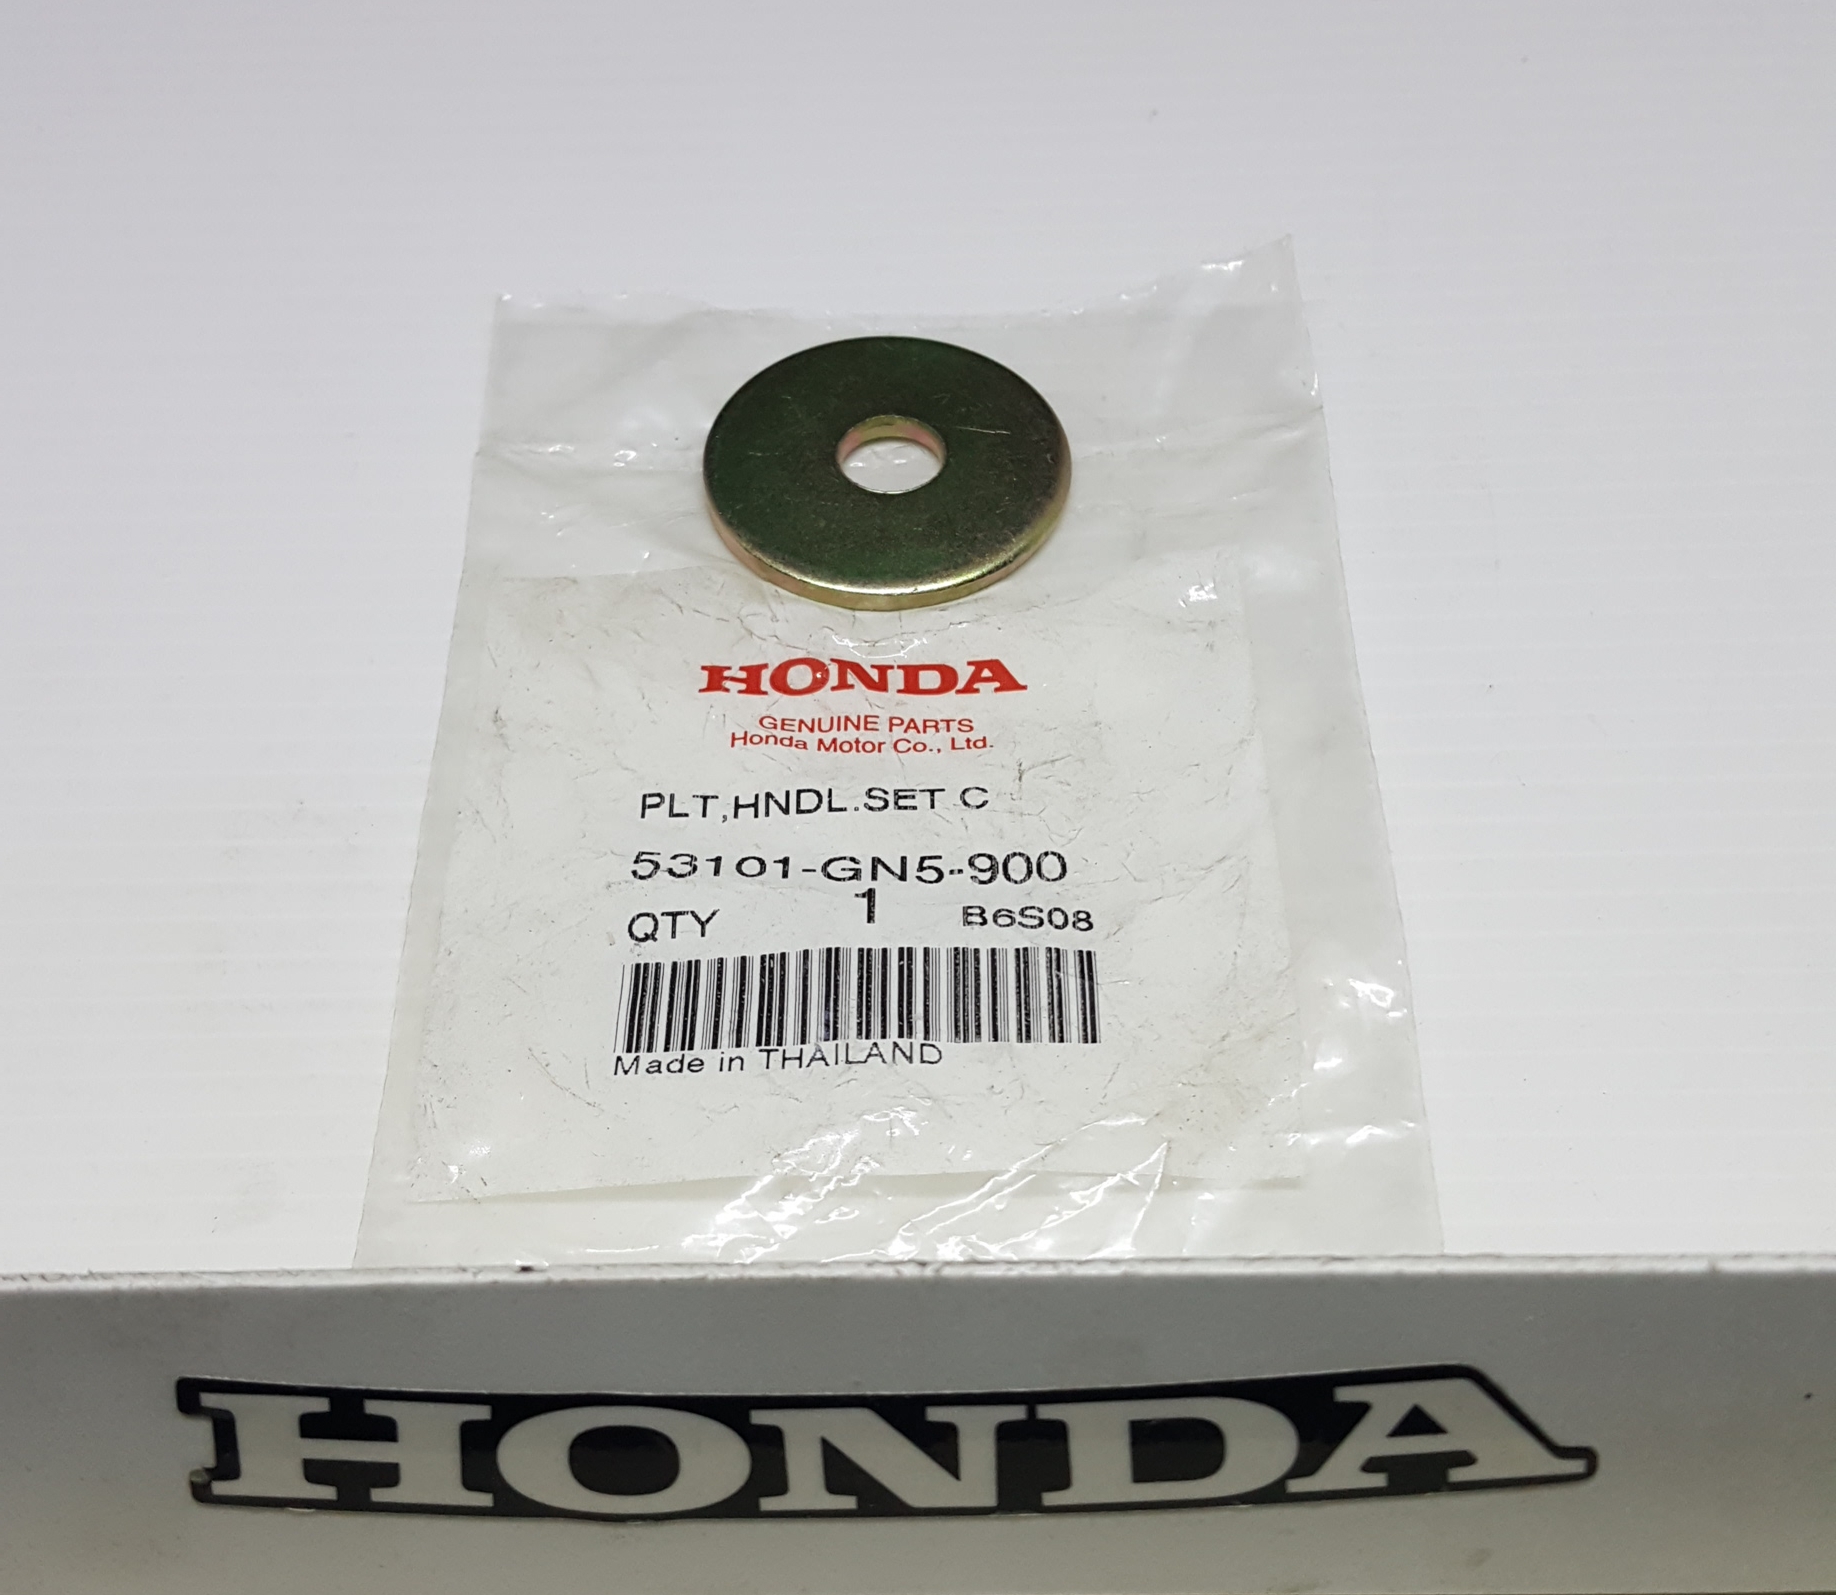 HONDA
GENUINE PARTS
Honda Motor Co., Ltd.
PLT,HNDL.SET C
53101-GN5-900
QTY 1 B6S08
Made in THAILAND
HONDA